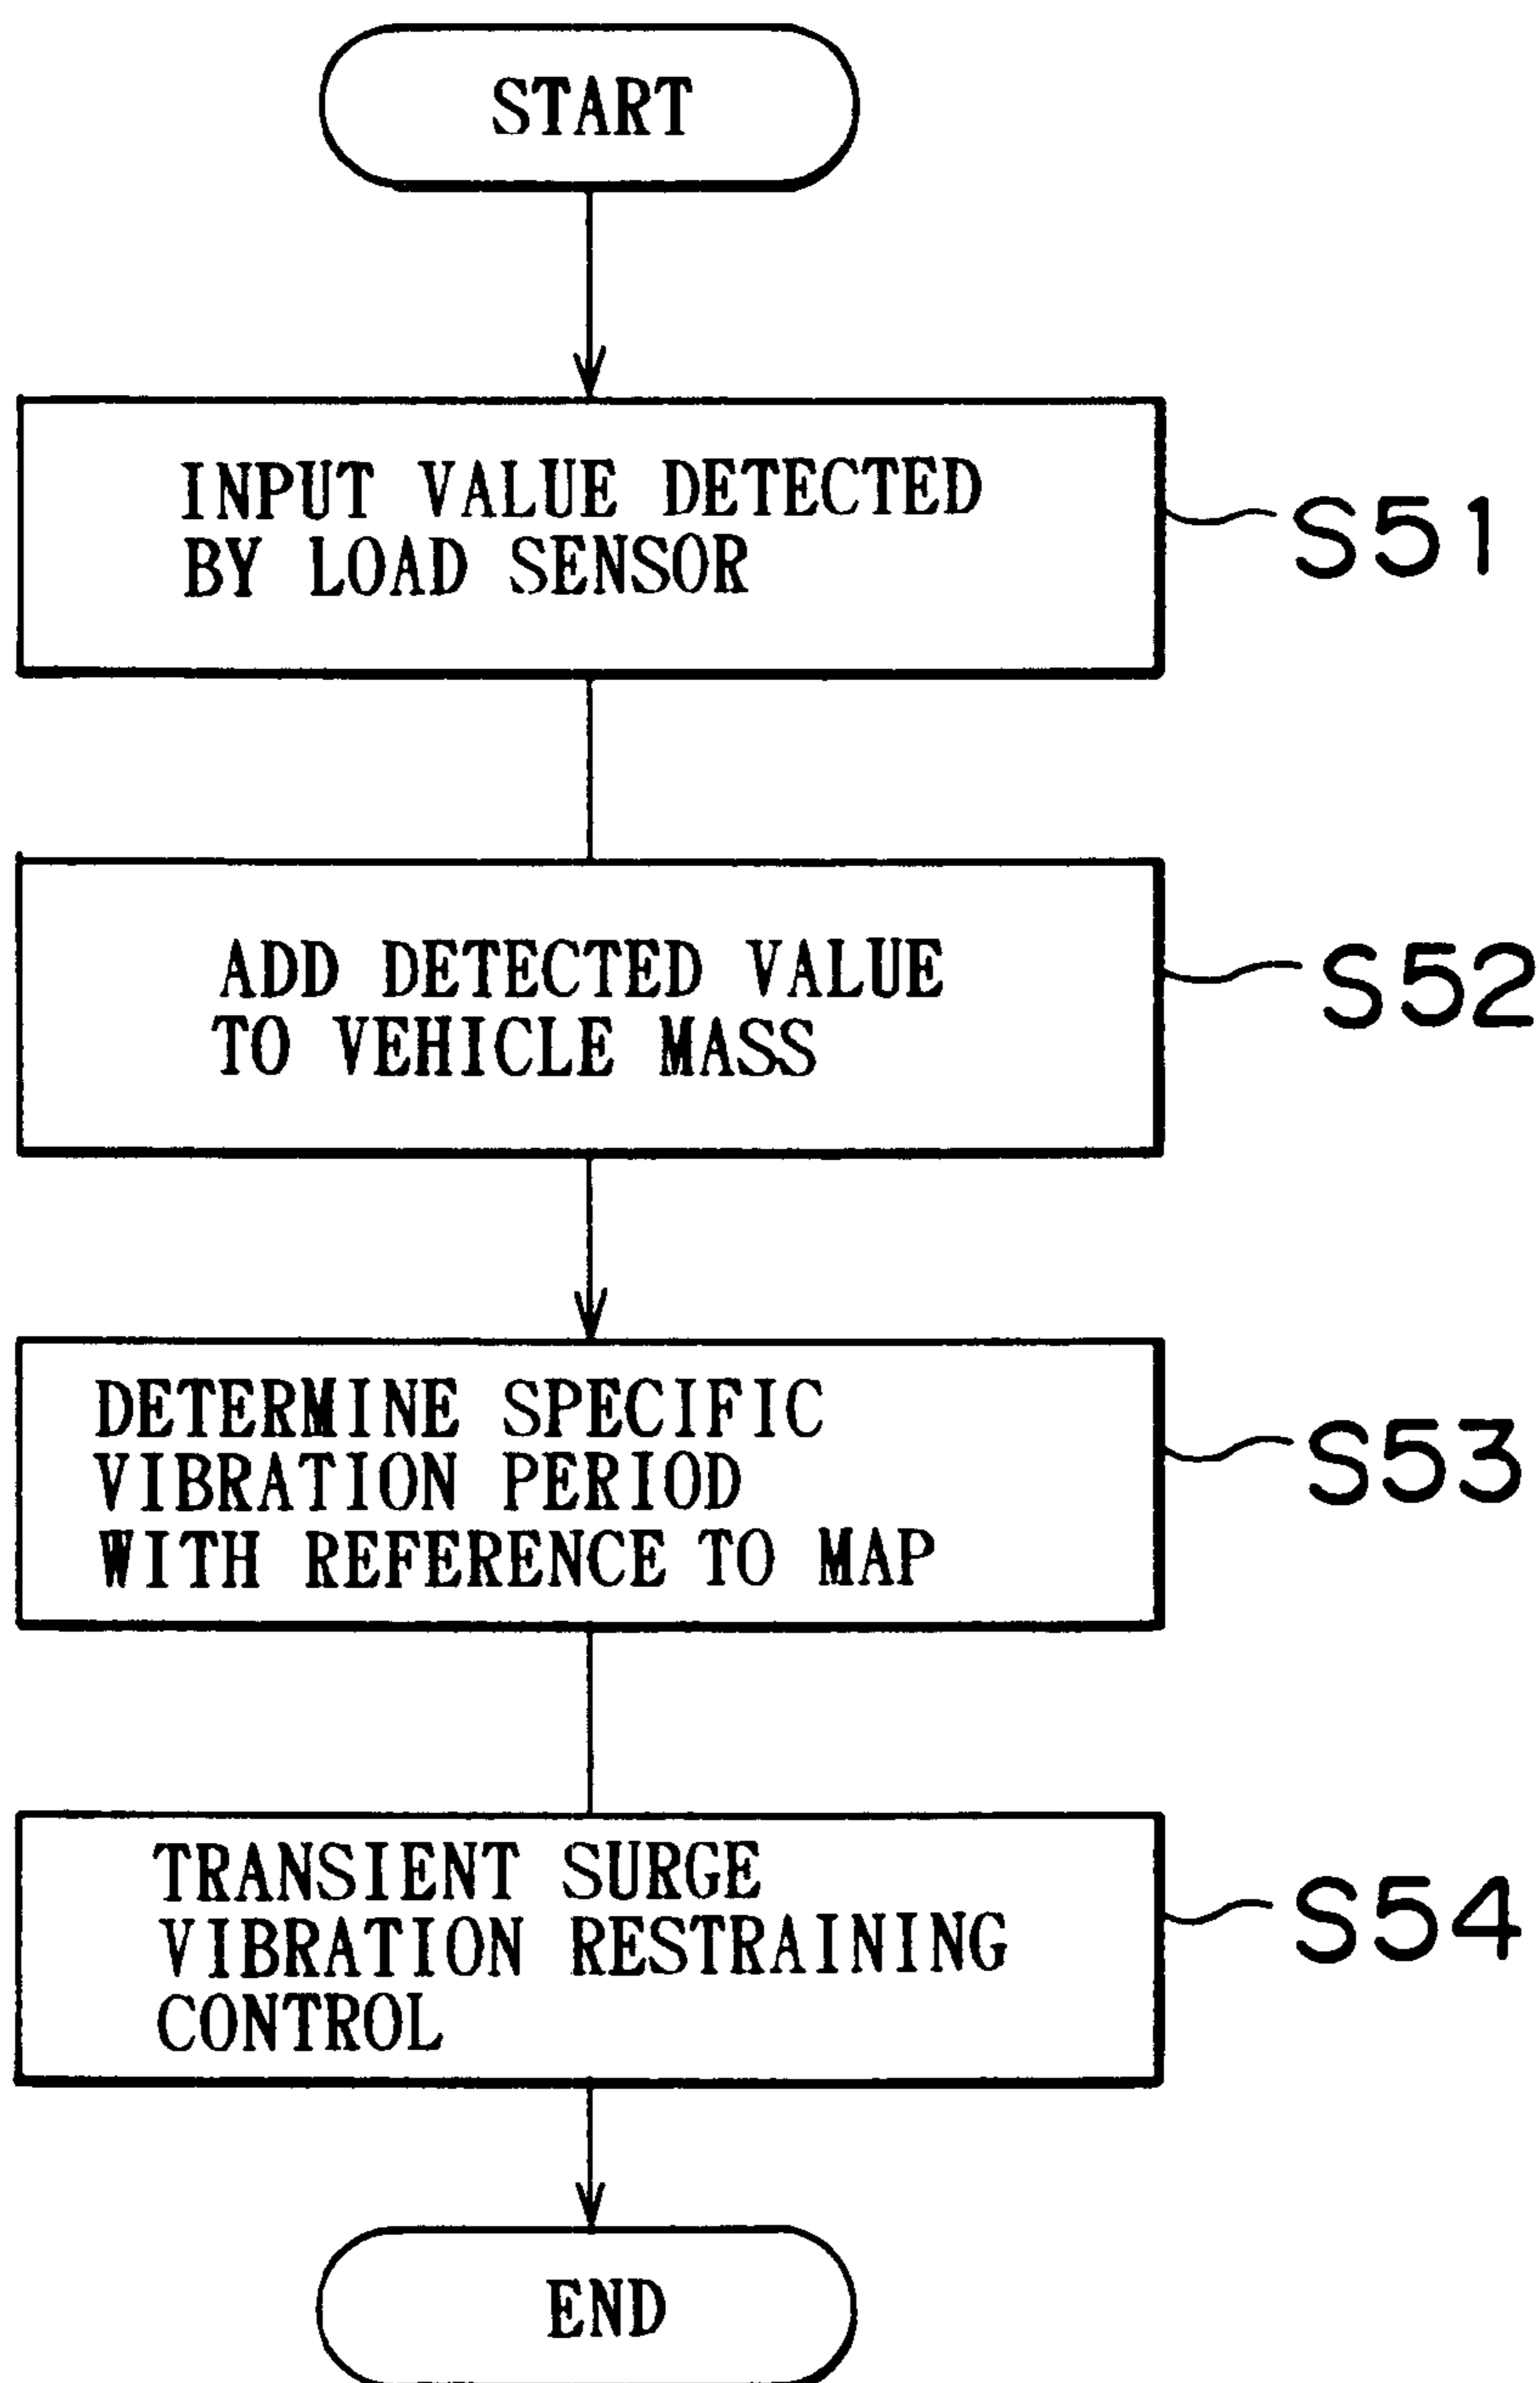 START
INPUT VALUE DETECTED
BY LOAD SENSOR
S51
ADD DETECTED VALUE
TO VEHICLE MASS
S52
DETERMINE SPECIFIC
VIBRATION PERIOD
WITH REFERENCE TO MAP
S53
TRANSIENT SURGE
VIBRATION RESTRAINING
CONTROL
S54
END